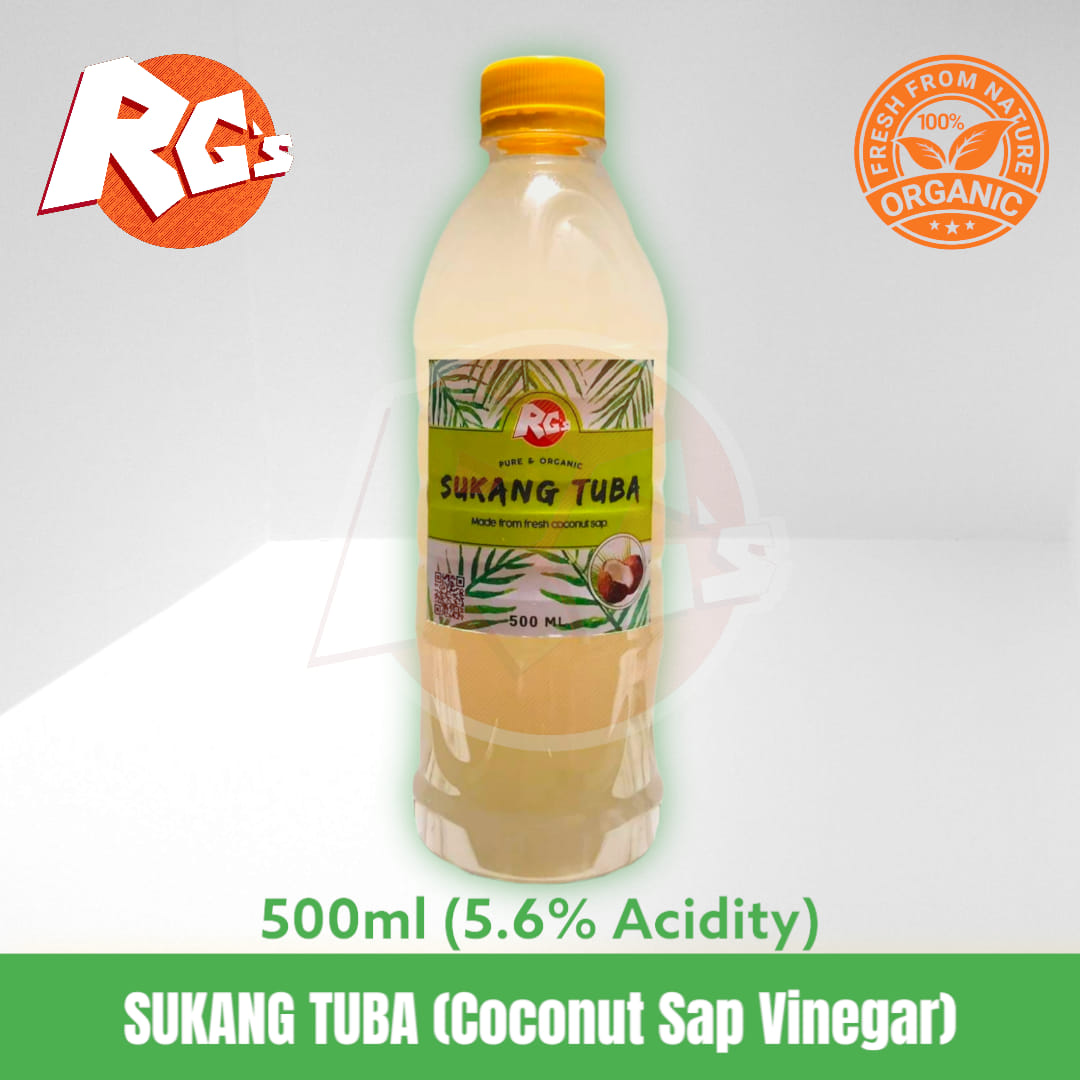 RG's
FRESH FROM NATURE
100%
ORGANIC
RG's
PURE & ORGANIC
SUKANG TUBA
Made from fresh coconut sap.
500 ML
RG's
500ml (5.6% Acidity)
SUKANG TUBA (Coconut Sap Vinegar)